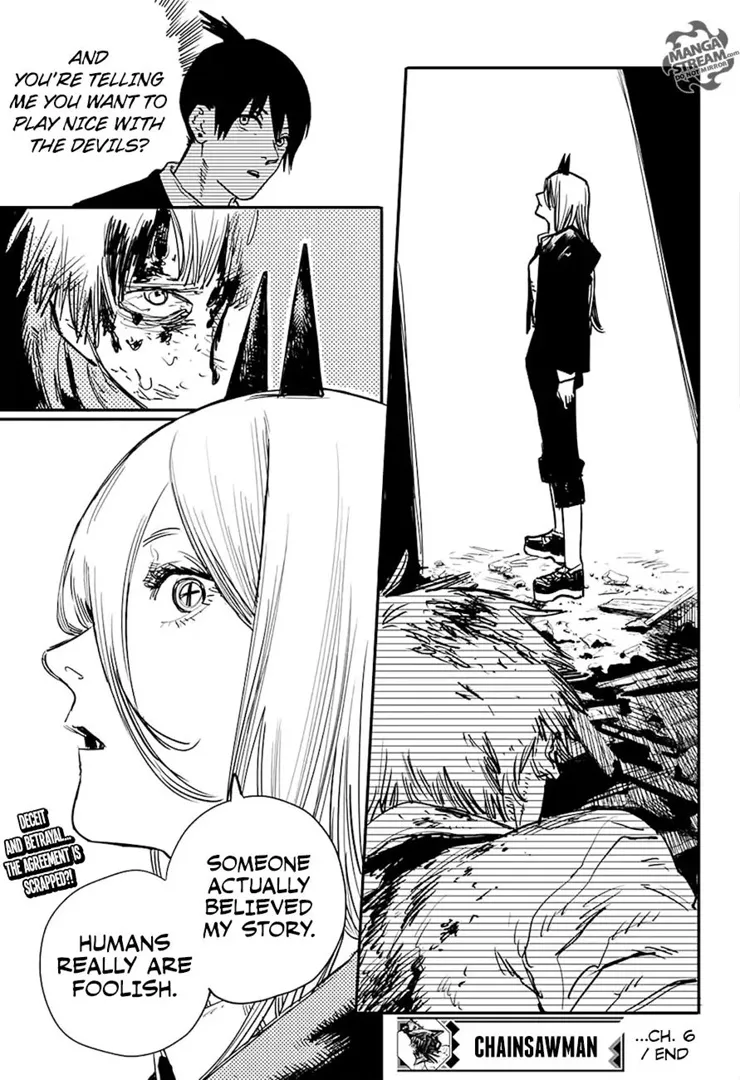 MANGA
STREAM.com
DO NOT MIRROR
AND
YOU'RE TELLING
ME YOU WANT TO
PLAY NICE WITH
THE DEVILS?
SOMEONE
ACTUALLY
BELIEVED
MY STORY.
HUMANS
REALLY ARE
FOOLISH.
DECEIT
AND BETRAYAL...
THE AGREEMENT IS
SCRAPPED?!
CHAINSAWMAN
...CH. 6
/ END